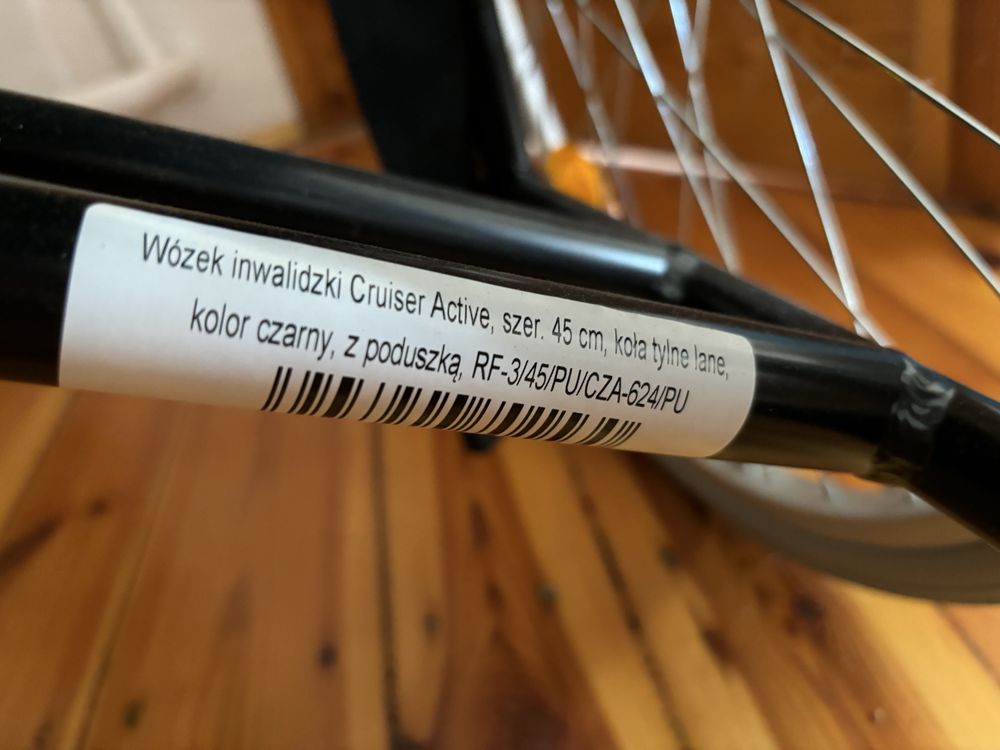 Wózek inwalidzki Cruiser Active, szer. 45 cm, koła tylne lane,
kolor czarny, z poduszką, RF-3/45/PU/CZA-624/PU